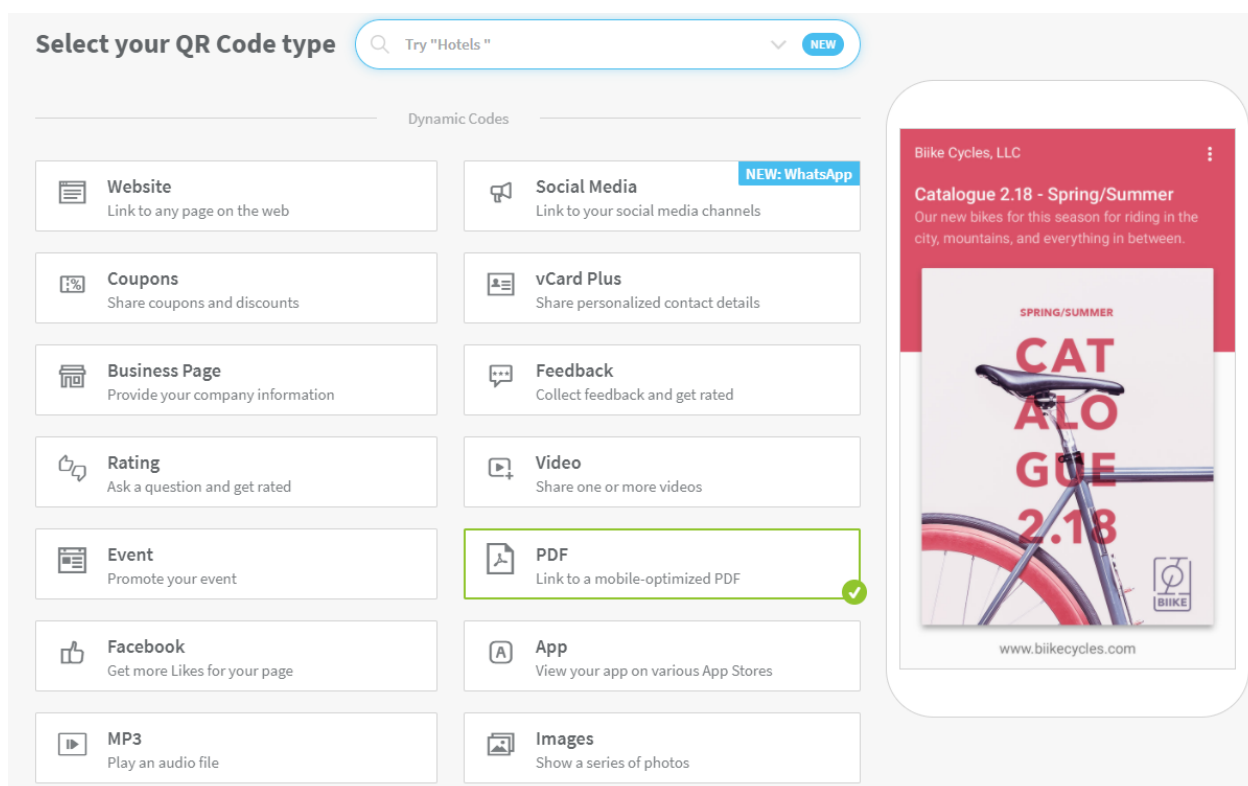 Select your QR Code type
Try "Hotels "
NEW
Dynamic Codes
Website
Link to any page on the web
NEW: WhatsApp
Social Media
Link to your social media channels
Coupons
Share coupons and discounts
vCard Plus
Share personalized contact details
Business Page
Provide your company information
Feedback
Collect feedback and get rated
Rating
Ask a question and get rated
Video
Share one or more videos
Event
Promote your event
PDF
Link to a mobile-optimized PDF
Facebook
Get more Likes for your page
App
View your app on various App Stores
MP3
Play an audio file
Images
Show a series of photos
Biike Cycles, LLC
Catalogue 2.18 - Spring/Summer
Our new bikes for this season for riding in the
city, mountains, and everything in between.
SPRING/SUMMER
CAT
ALO
GUE
2.18
BIIKE
www.biikecycles.com